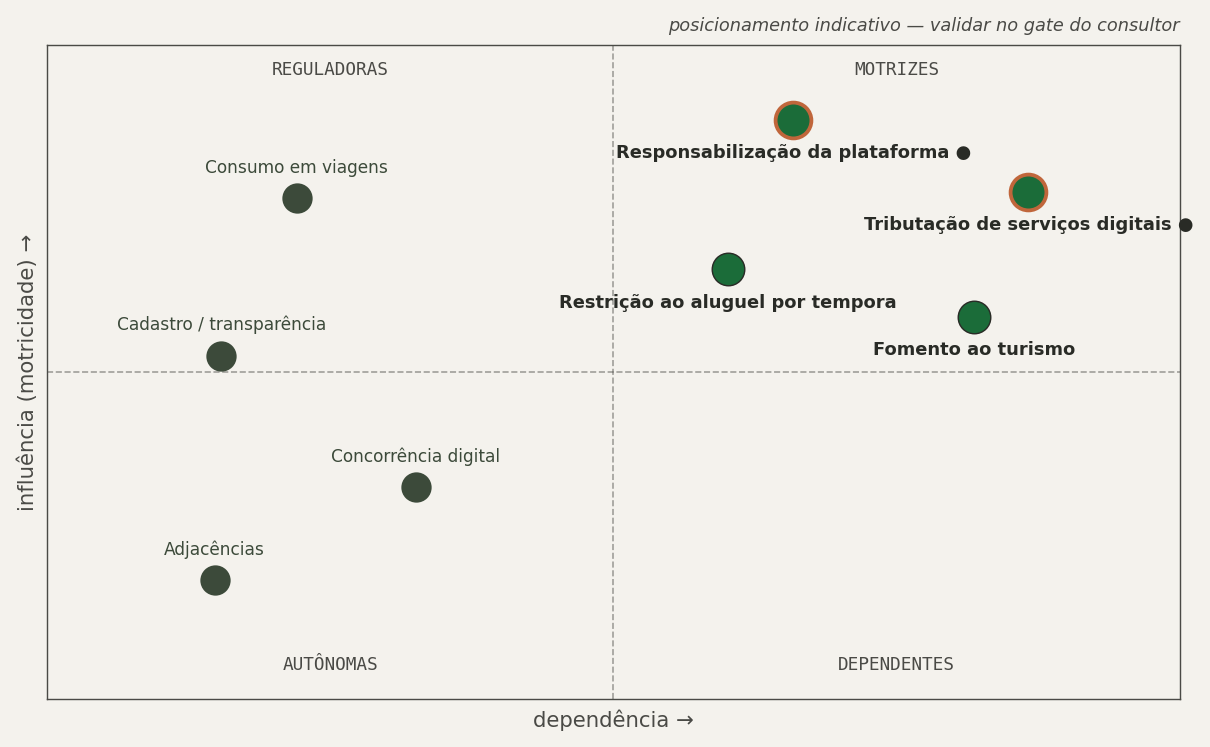 posicionamento indicativo — validar no gate do consultor
REGULADORAS
MOTRIZES
Responsabilização da plataforma ●
Consumo em viagens
Tributação de serviços digitais ●
Restrição ao aluguel por tempora
Cadastro / transparência
Fomento ao turismo
influência (motricidade) →
Concorrência digital
Adjacências
AUTÔNOMAS
DEPENDENTES
dependência →